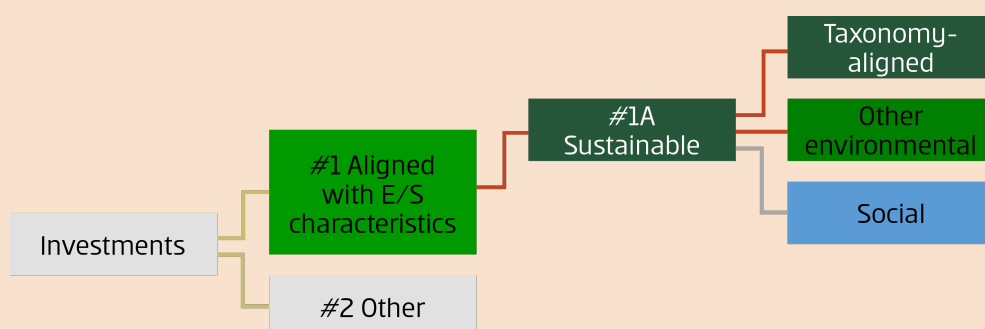 Investments
#1 Aligned
with E/S
characteristics
#2 Other
#1A
Sustainable
Taxonomy-
aligned
Other
environmental
Social